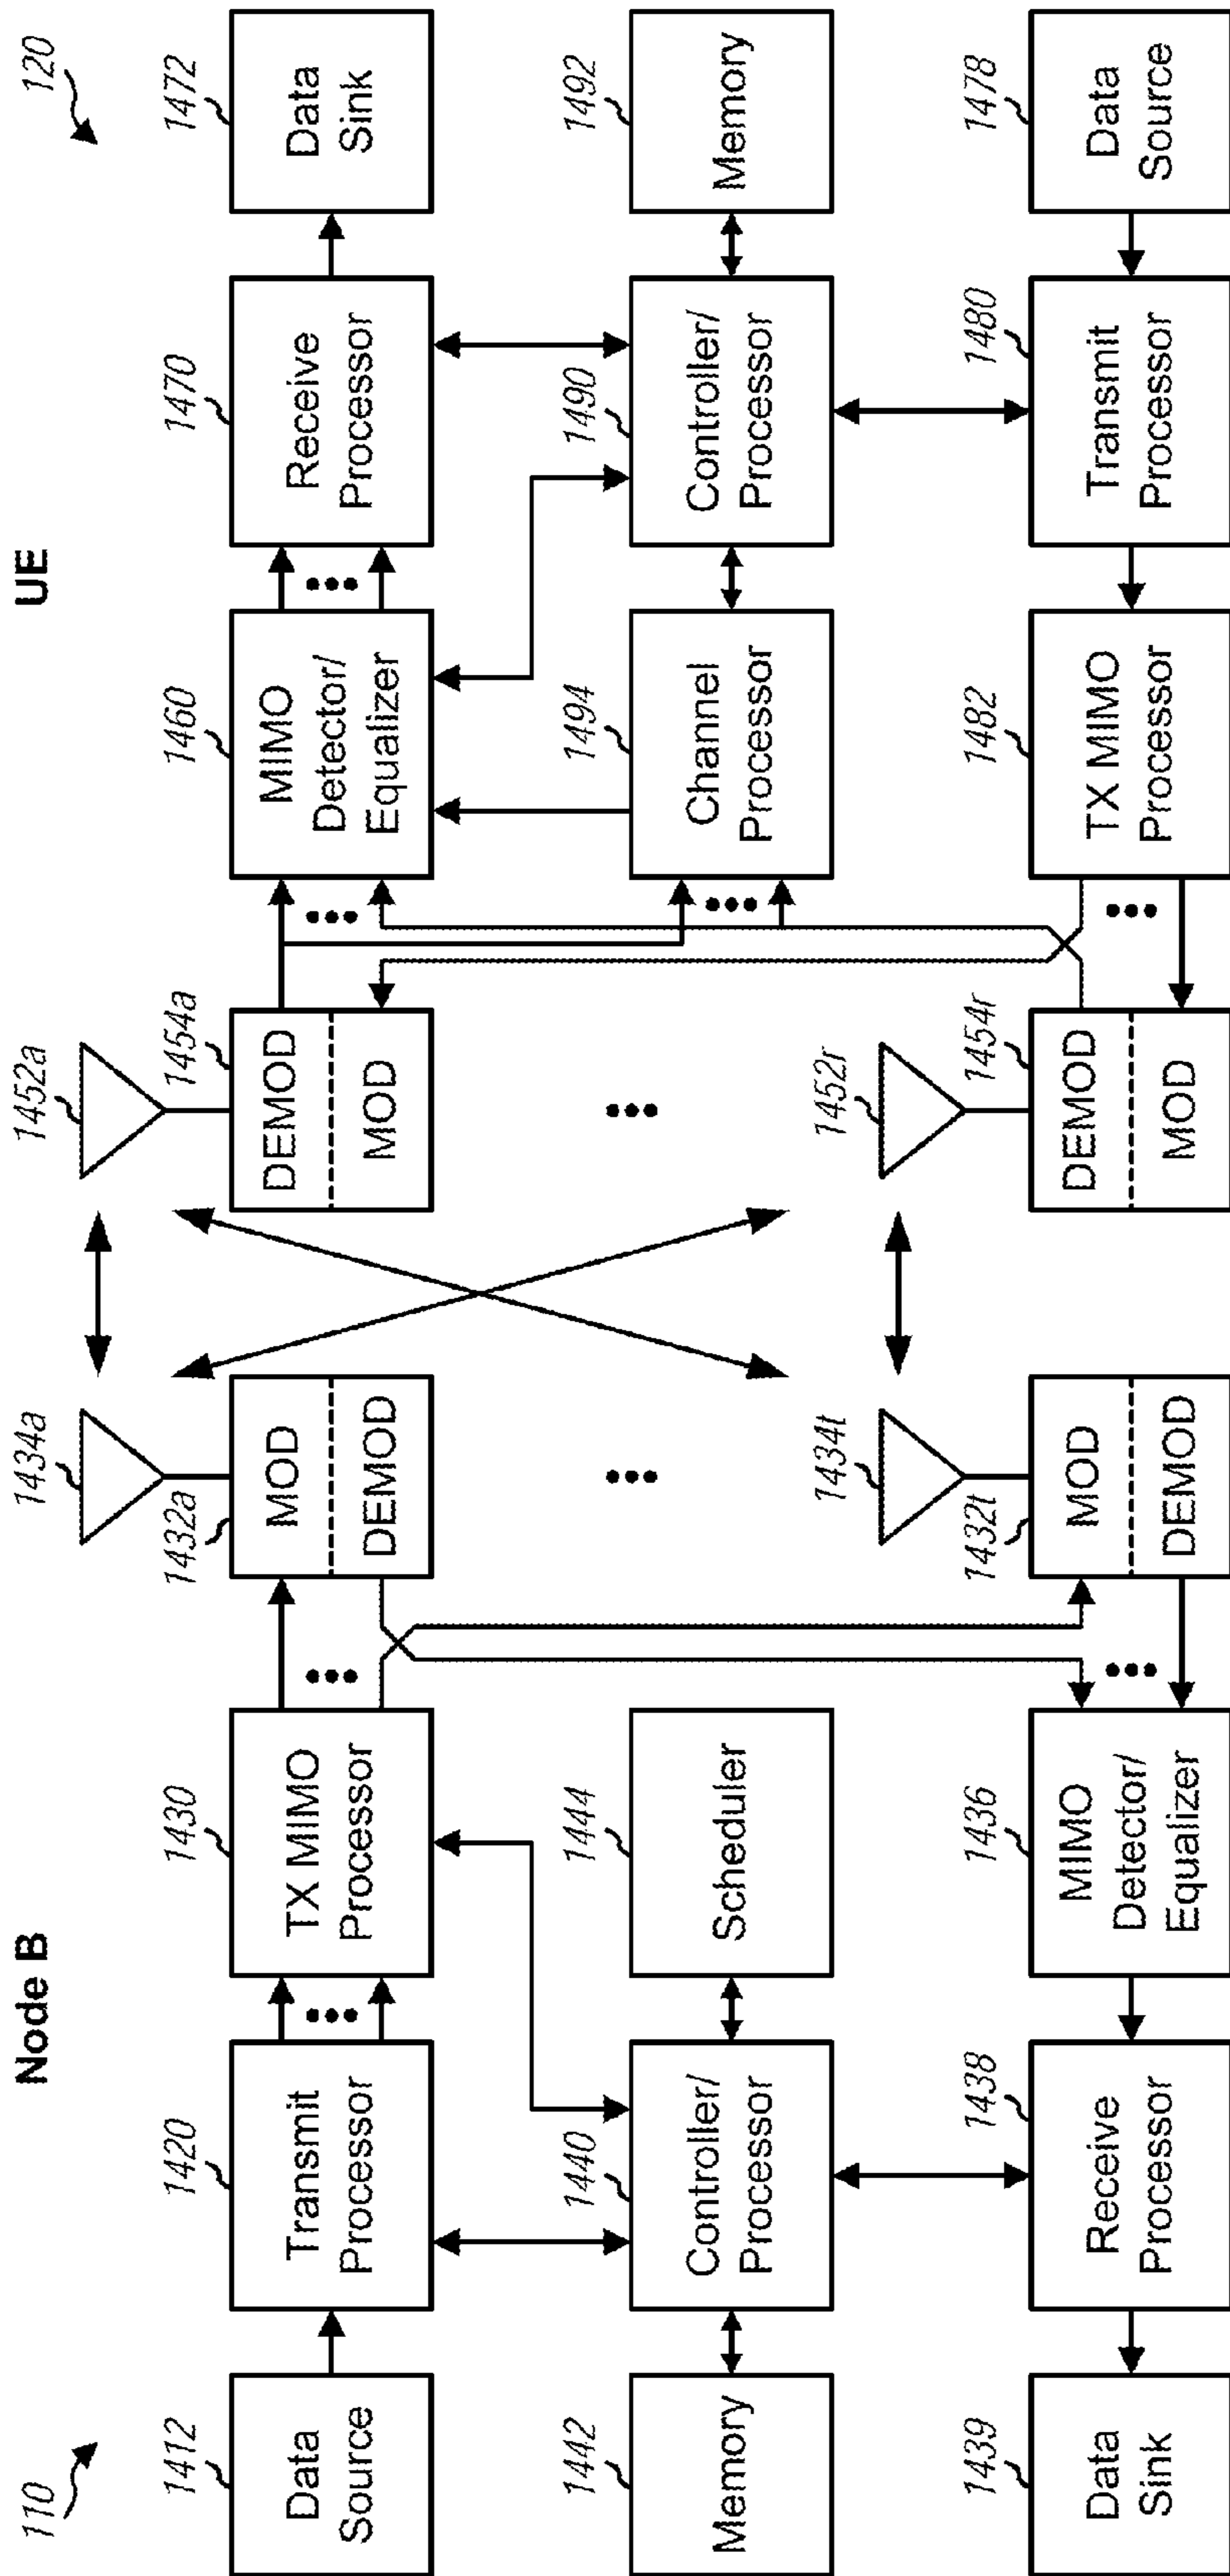 Node B
UE
110
120
1412
Data
Source
1420
Transmit
Processor
1430
TX MIMO
Processor
1434a
1432a
MOD
DEMOD
1452a
1454a
DEMOD
MOD
1460
MIMO
Detector/
Equalizer
1470
Receive
Processor
1472
Data
Sink
1442
Memory
1440
Controller/
Processor
1444
Scheduler
1494
Channel
Processor
1490
Controller/
Processor
1492
Memory
1439
Data
Sink
1438
Receive
Processor
1436
MIMO
Detector/
Equalizer
1434t
1432t
MOD
DEMOD
1452r
1454r
DEMOD
MOD
1482
TX MIMO
Processor
1480
Transmit
Processor
1478
Data
Source